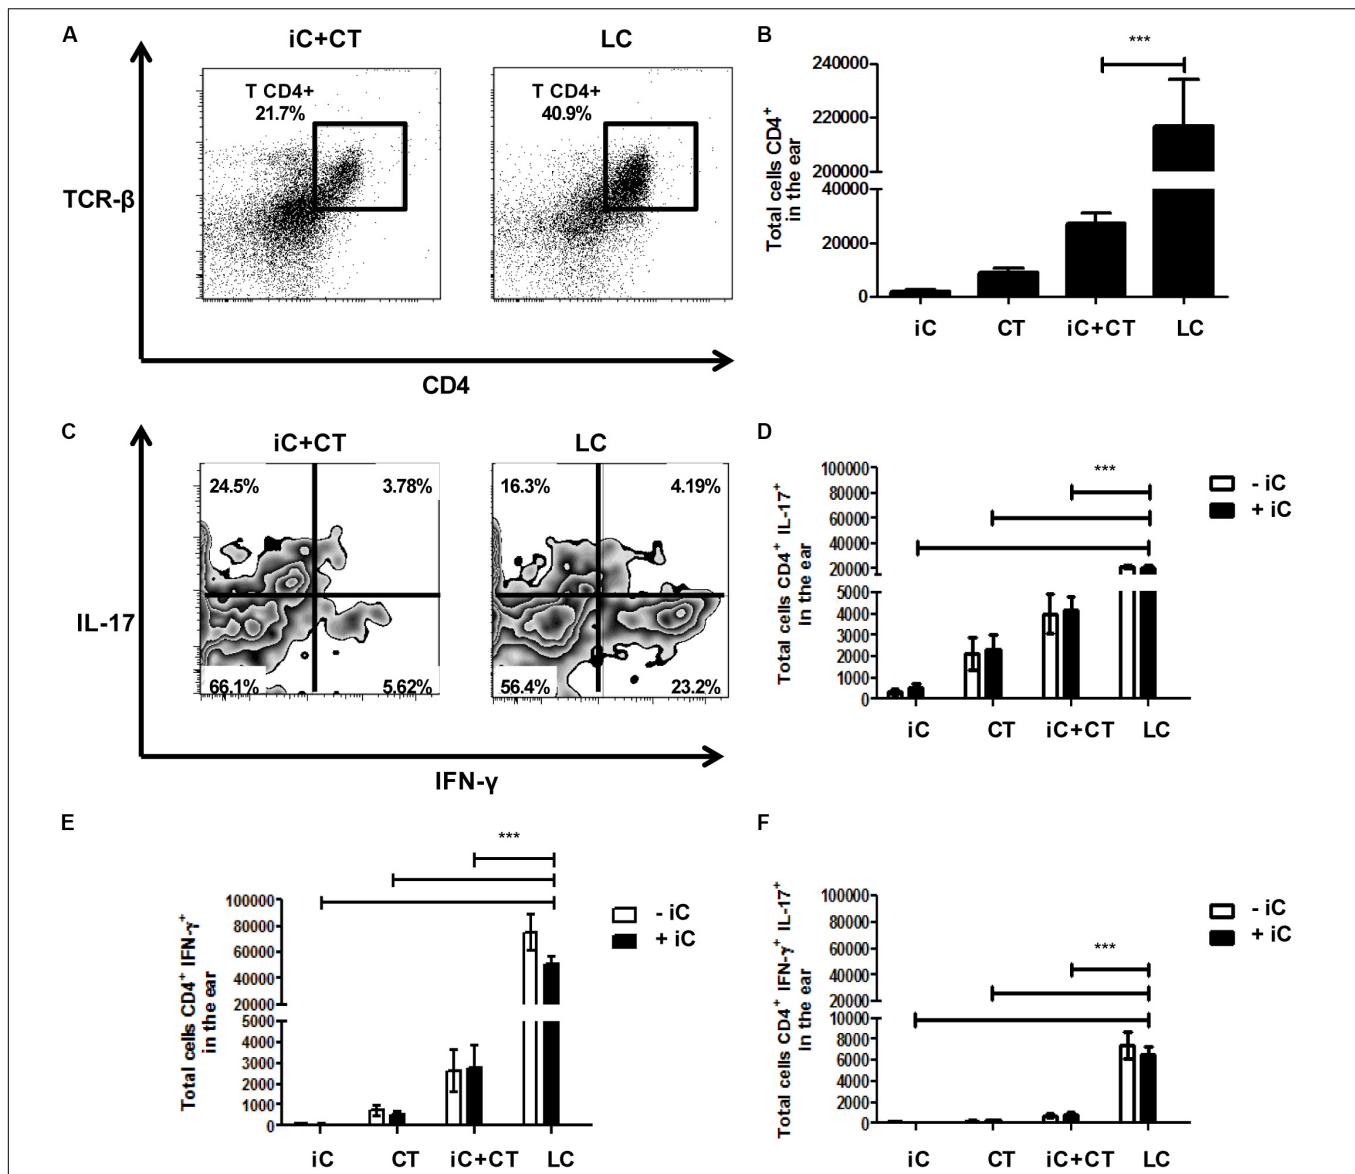 A
iC+CT
LC
T CD4+
21.7%
T CD4+
40.9%
TCR-β
CD4
B
***
Total cells CD4+
in the ear
240000
220000
200000
40000
20000
0
iC
CT
iC+CT
LC
C
iC+CT
LC
24.5%
3.78%
16.3%
4.19%
IL-17
66.1%
5.62%
56.4%
23.2%
IFN-γ
D
***
- iC
+ iC
Total cells CD4+ IL-17+
in the ear
100000
80000
60000
40000
20000
5000
4000
3000
2000
1000
0
iC
CT
iC+CT
LC
E
***
- iC
+ iC
Total cells CD4+ IFN-γ+
in the ear
100000
80000
60000
40000
20000
5000
4000
3000
2000
1000
0
iC
CT
iC+CT
LC
F
***
- iC
+ iC
Total cells CD4+ IFN-γ+ IL-17+
In the ear
100000
80000
60000
40000
20000
10000
8000
6000
4000
2000
0
iC
CT
iC+CT
LC